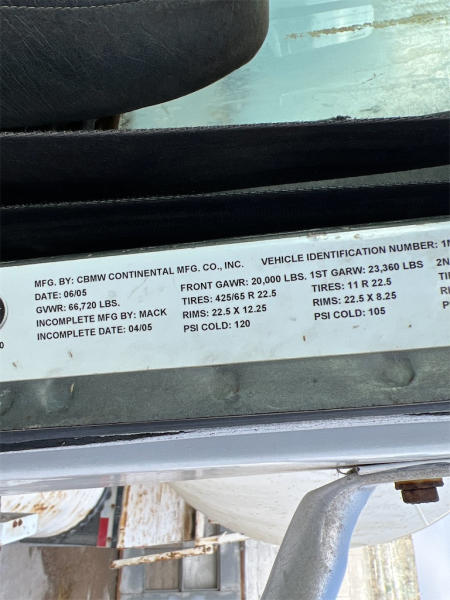 MFG. BY: CBMW CONTINENTAL MFG. CO., INC. VEHICLE IDENTIFICATION NUMBER: 1
DATE: 06/05 FRONT GAWR: 20,000 LBS. 1ST GARW: 23,360 LBS 2N
GVWR: 66,720 LBS. TIRES: 425/65 R 22.5 TIRES: 11 R 22.5
INCOMPLETE MFG BY: MACK RIMS: 22.5 X 12.25 RIMS: 22.5 X 8.25
INCOMPLETE DATE: 04/05 PSI COLD: 120 PSI COLD: 105